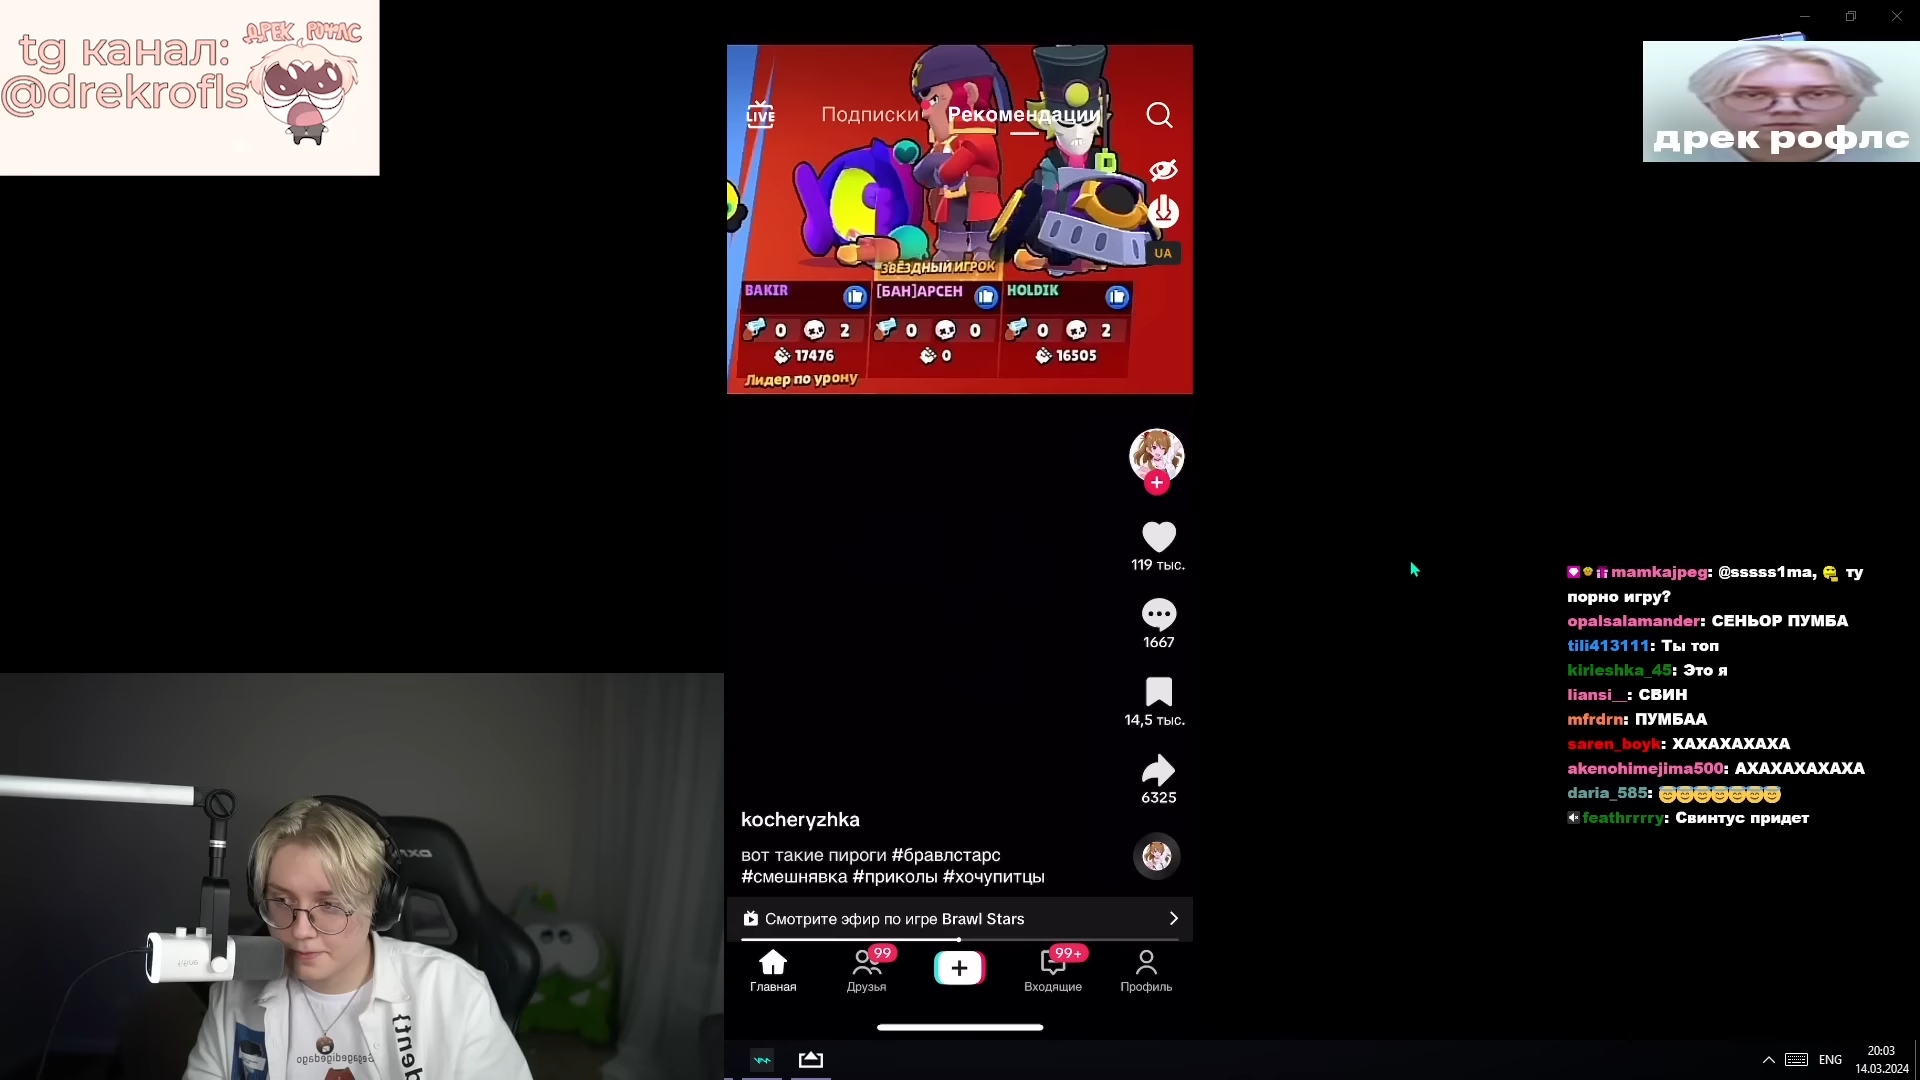 tg канал:
@drekrofls
ДРЕК РОФЛС
дрек рофлс
LIVE
Подписки
Рекомендации
UA
ЗВЁЗДНЫЙ ИГРОК
BAKIR
[БАН]АРСЕН
HOLDIK
0 2
0 0
0 2
17476
0
16505
Лидер по урону
119 тыс.
1667
14,5 тыс.
6325
kocheryzhka
вот такие пироги #бравлстарс
#смешнявка #приколы #хочупитцы
Смотрите эфир по игре Brawl Stars
99
99+
Главная
Друзья
Входящие
Профиль
mamkajpeg: @sssss1ma, ту
порно игру?
opalsalamander: СЕНЬОР ПУМБА
tili413111: Ты топ
kirieshka_45: Это я
liansi__: СВИН
mfrdrn: ПУМБАА
saren_boyk: ХАХАХАХАХА
akenohimejima500: АХАХАХАХАХА
daria_585:
feathrrrry: Свинтус придет
ENG
20:03
14.03.2024